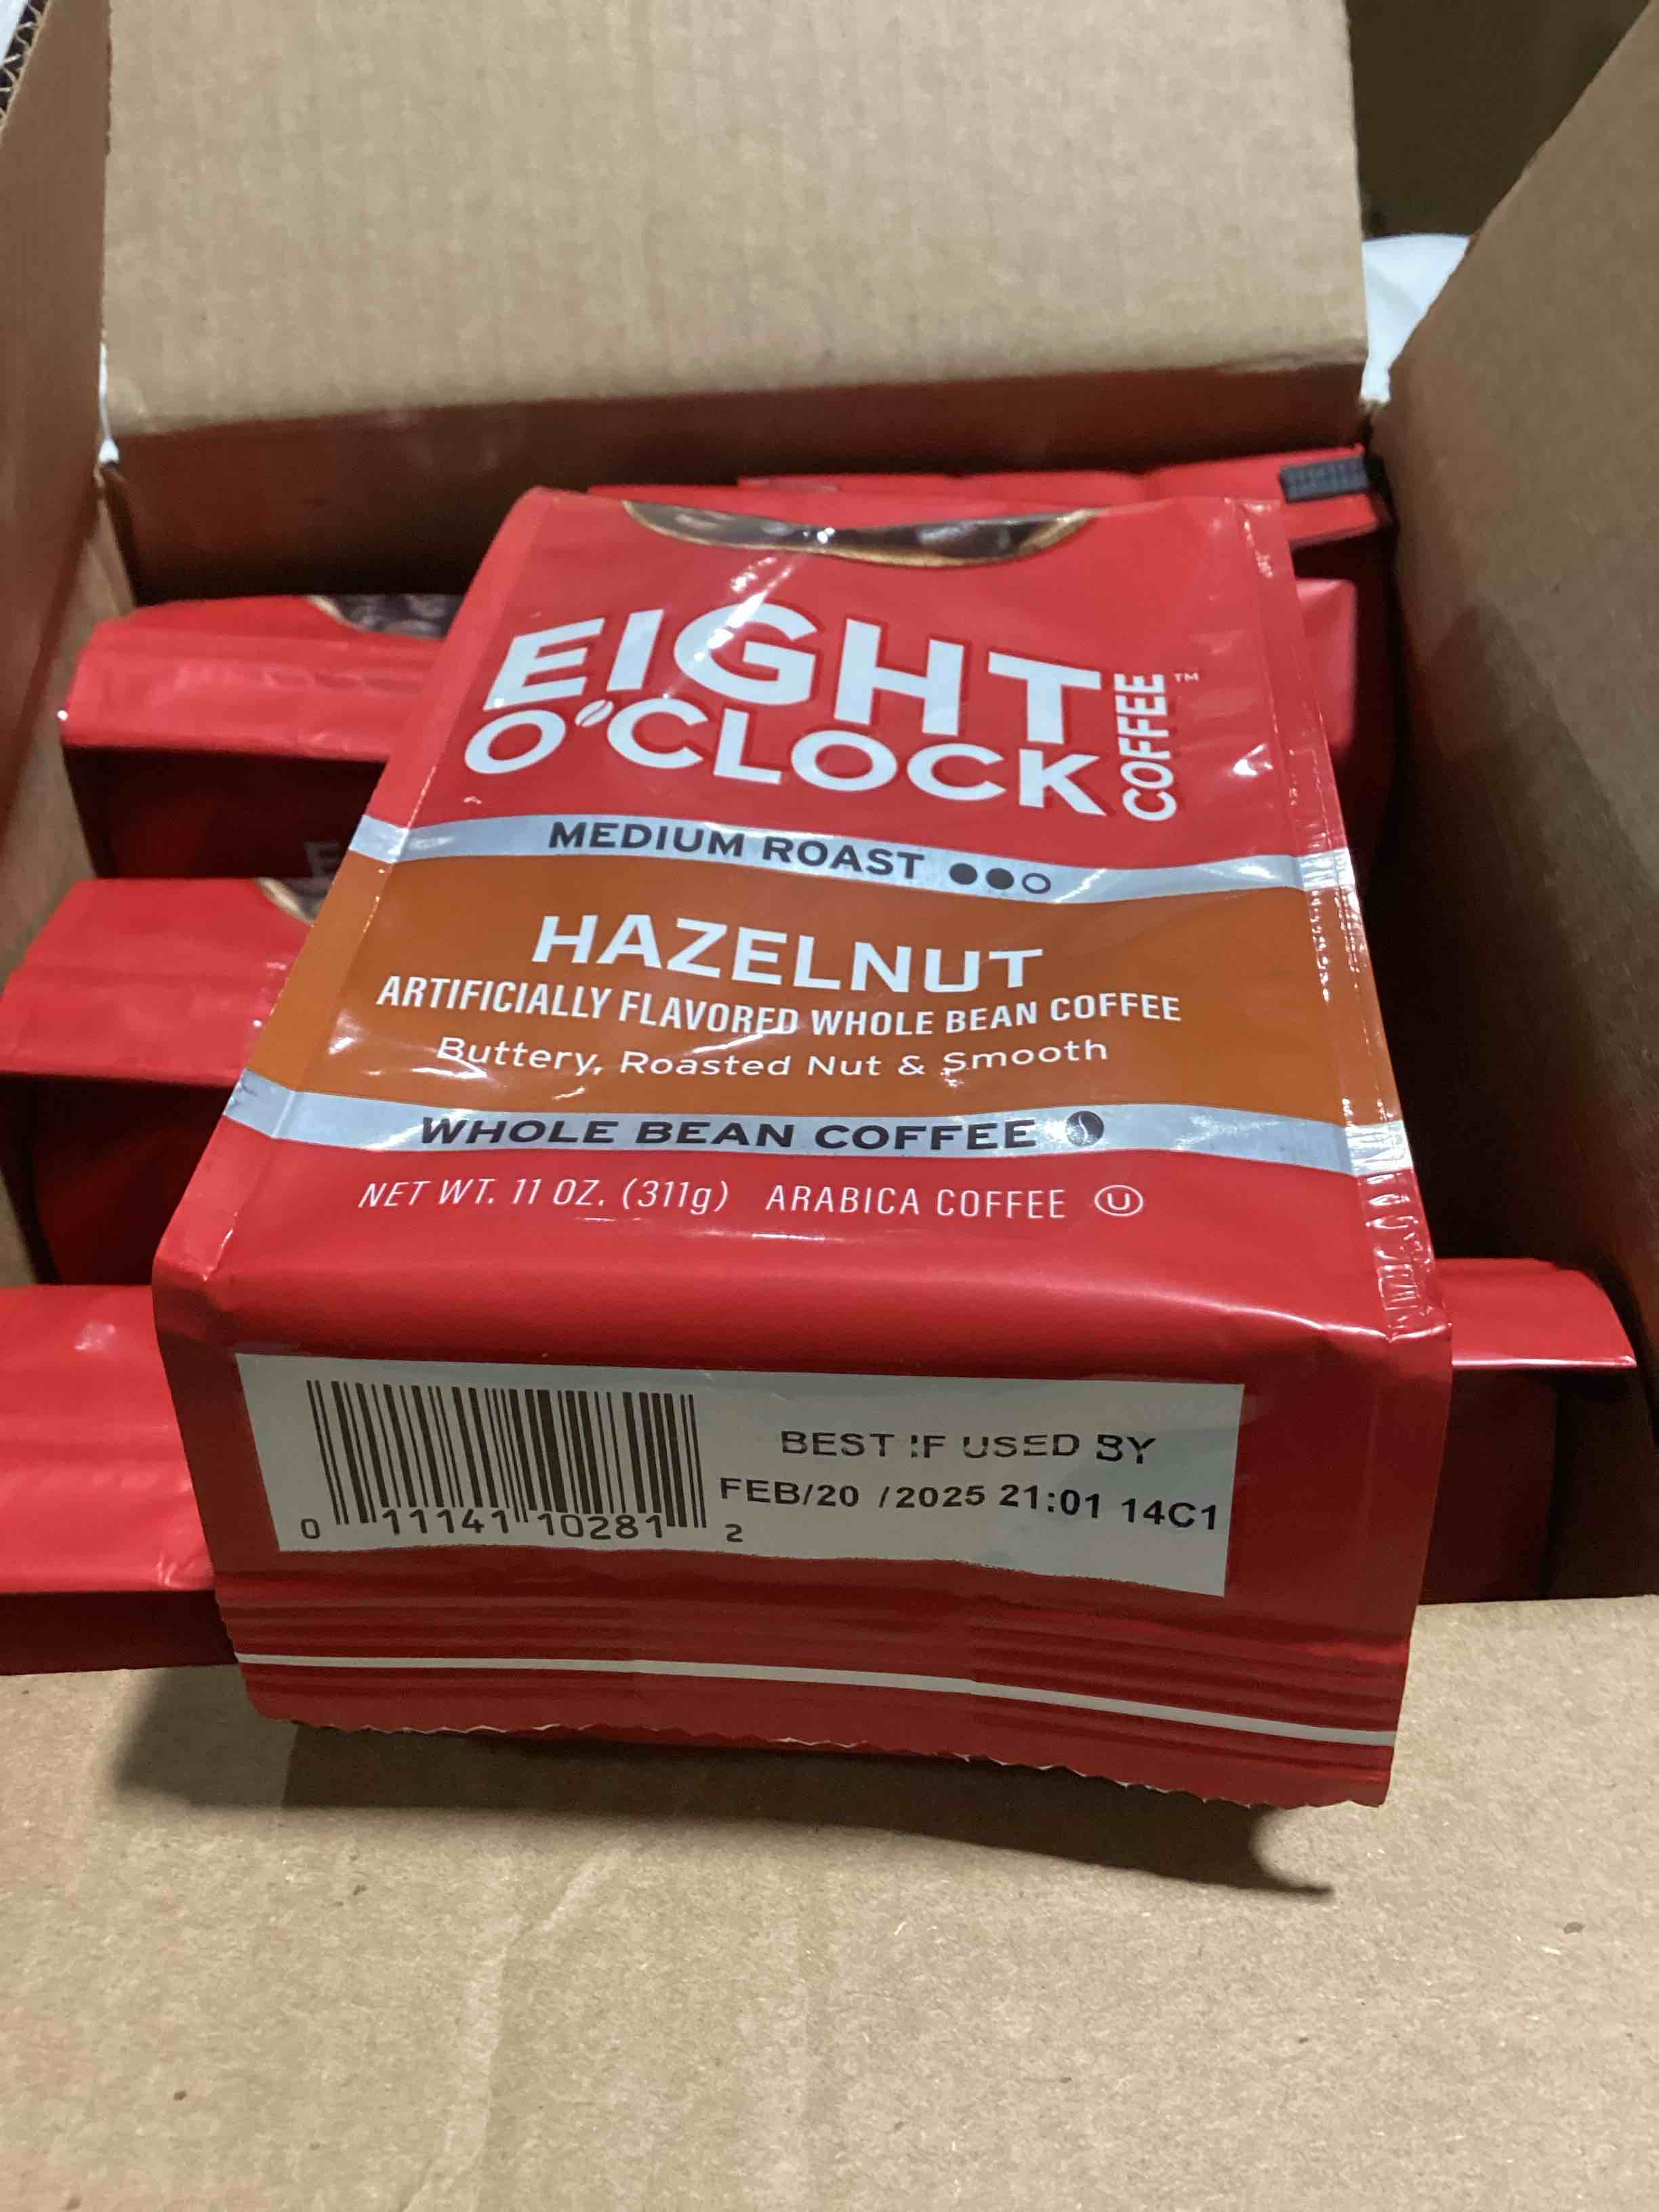 EIGHT
O'CLOCK
COFFEE™
MEDIUM ROAST
HAZELNUT
ARTIFICIALLY FLAVORED WHOLE BEAN COFFEE
Buttery, Roasted Nut & Smooth
WHOLE BEAN COFFEE
NET WT. 11 OZ. (311g) ARABICA COFFEE Ⓤ
BEST IF USED BY
FEB/20 /2025 21:01 14C1
0 11141 10281 2